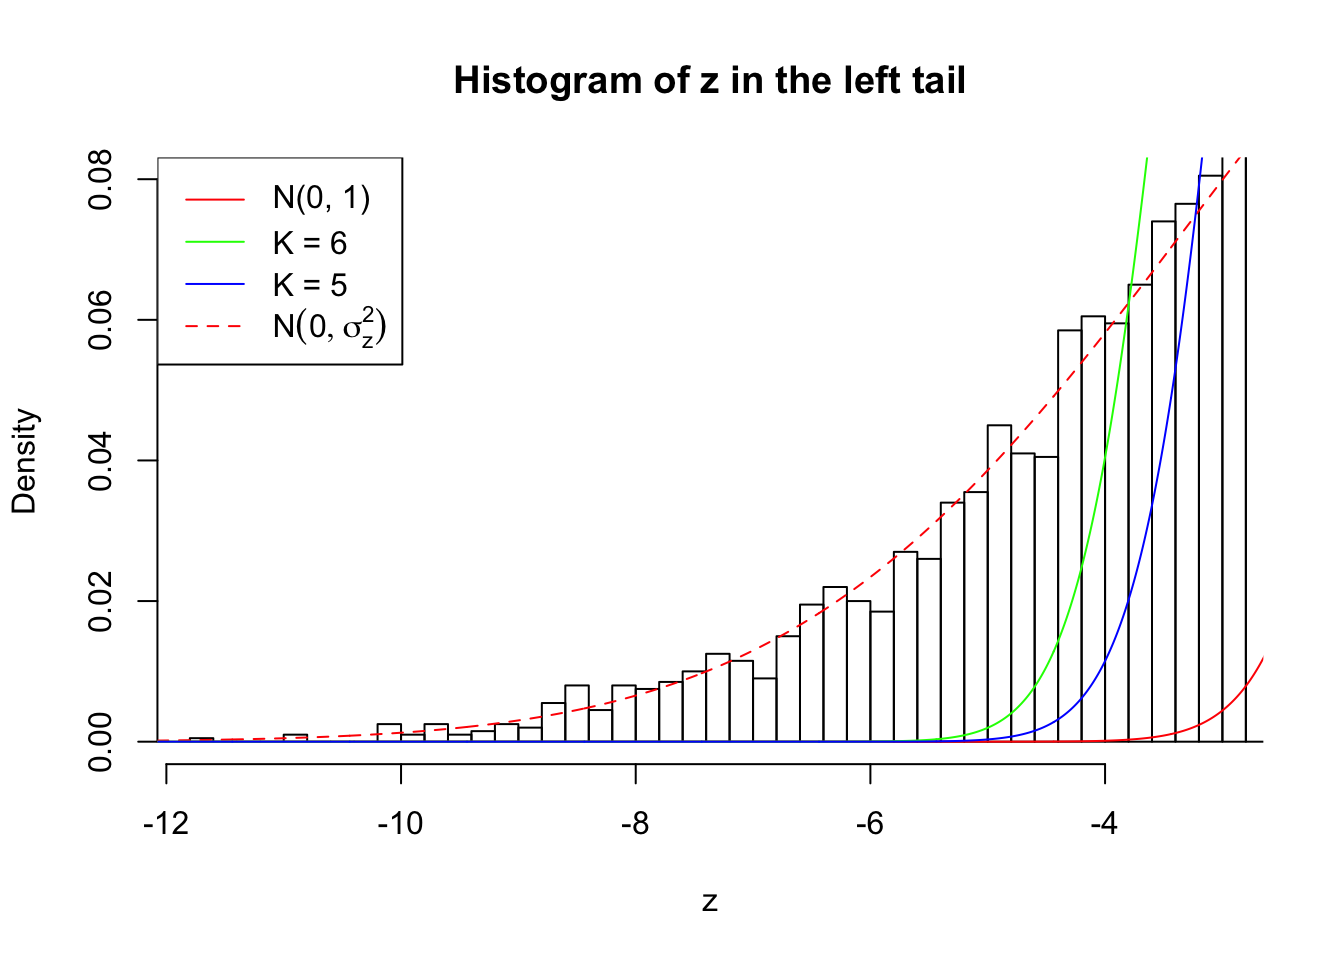 Histogram of z in the left tail
N(0, 1)
K = 6
K = 5
N(0, σ_z^2)
Density
0.00
0.02
0.04
0.06
0.08
-12
-10
-8
-6
-4
z